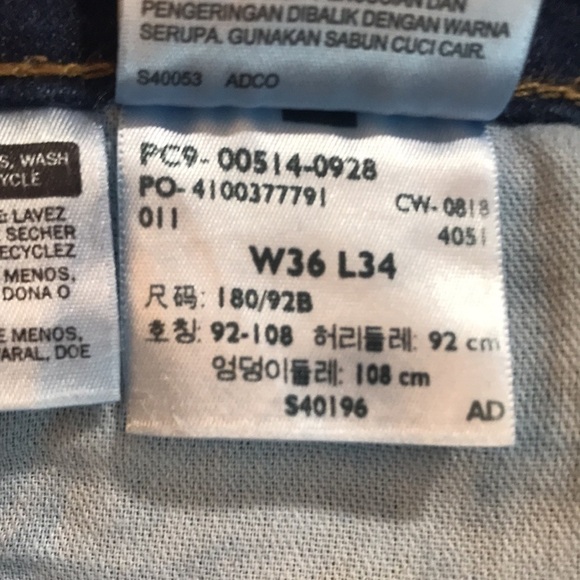 PENGERINGAN DIBALIK DENGAN WARNA
SERUPA. GUNAKAN SABUN CUCI CAIR.
S40053 ADCO
S, WASH
YCLE
E LAVEZ
SECHER
ECYCLEZ
MENOS,
DONA O
E MENOS,
ARAL, DOE
PC9-00514-0928
PO-4100377791 CW-0818
011 4051
W36 L34
尺码: 180/92B
호칭: 92-108 허리둘레: 92 cm
엉덩이둘레: 108 cm
S40196 AD